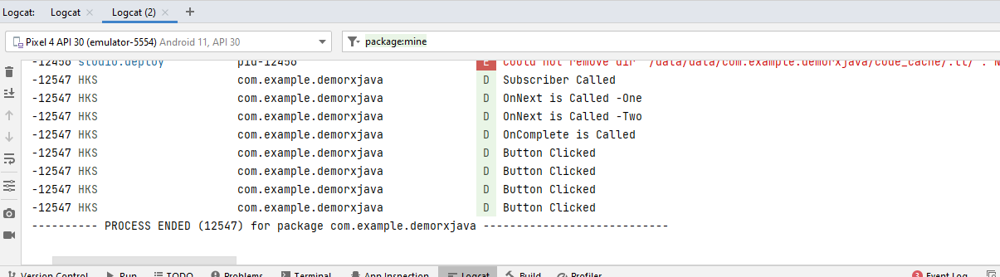 Logcat: Logcat × Logcat (2) × +
Pixel 4 API 30 (emulator-5554) Android 11, API 30 package:mine
-12458 studio.deploy pid-12458 E Could not remove dir '/data/data/com.example.demorxjava/code_cache/.ll/': N
-12547 HKS com.example.demorxjava D Subscriber Called
-12547 HKS com.example.demorxjava D OnNext is Called -One
-12547 HKS com.example.demorxjava D OnNext is Called -Two
-12547 HKS com.example.demorxjava D OnComplete is Called
-12547 HKS com.example.demorxjava D Button Clicked
-12547 HKS com.example.demorxjava D Button Clicked
-12547 HKS com.example.demorxjava D Button Clicked
-12547 HKS com.example.demorxjava D Button Clicked
---------- PROCESS ENDED (12547) for package com.example.demorxjava ----------------------------
Version Control Run TODO Problems Terminal App Inspection Logcat Build Profiler 3 Event Log